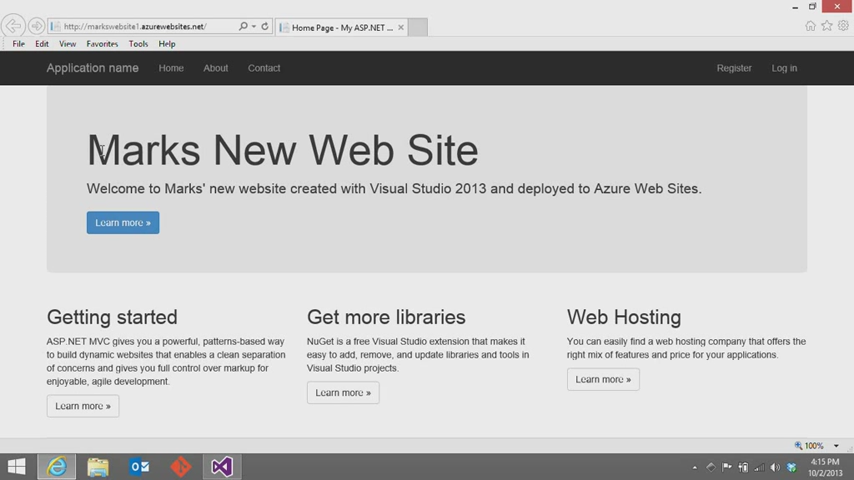 http://markswebsite1.azurewebsites.net/
Home Page - My ASP.NET ...
File Edit View Favorites Tools Help
Application name Home About Contact Register Log in
Marks New Web Site
Welcome to Marks' new website created with Visual Studio 2013 and deployed to Azure Web Sites.
Learn more »
Getting started
ASP.NET MVC gives you a powerful, patterns-based way
to build dynamic websites that enables a clean separation
of concerns and gives you full control over markup for
enjoyable, agile development.
Learn more »
Get more libraries
NuGet is a free Visual Studio extension that makes it
easy to add, remove, and update libraries and tools in
Visual Studio projects.
Learn more »
Web Hosting
You can easily find a web hosting company that offers the
right mix of features and price for your applications.
Learn more »
100%
4:15 PM
10/2/2013